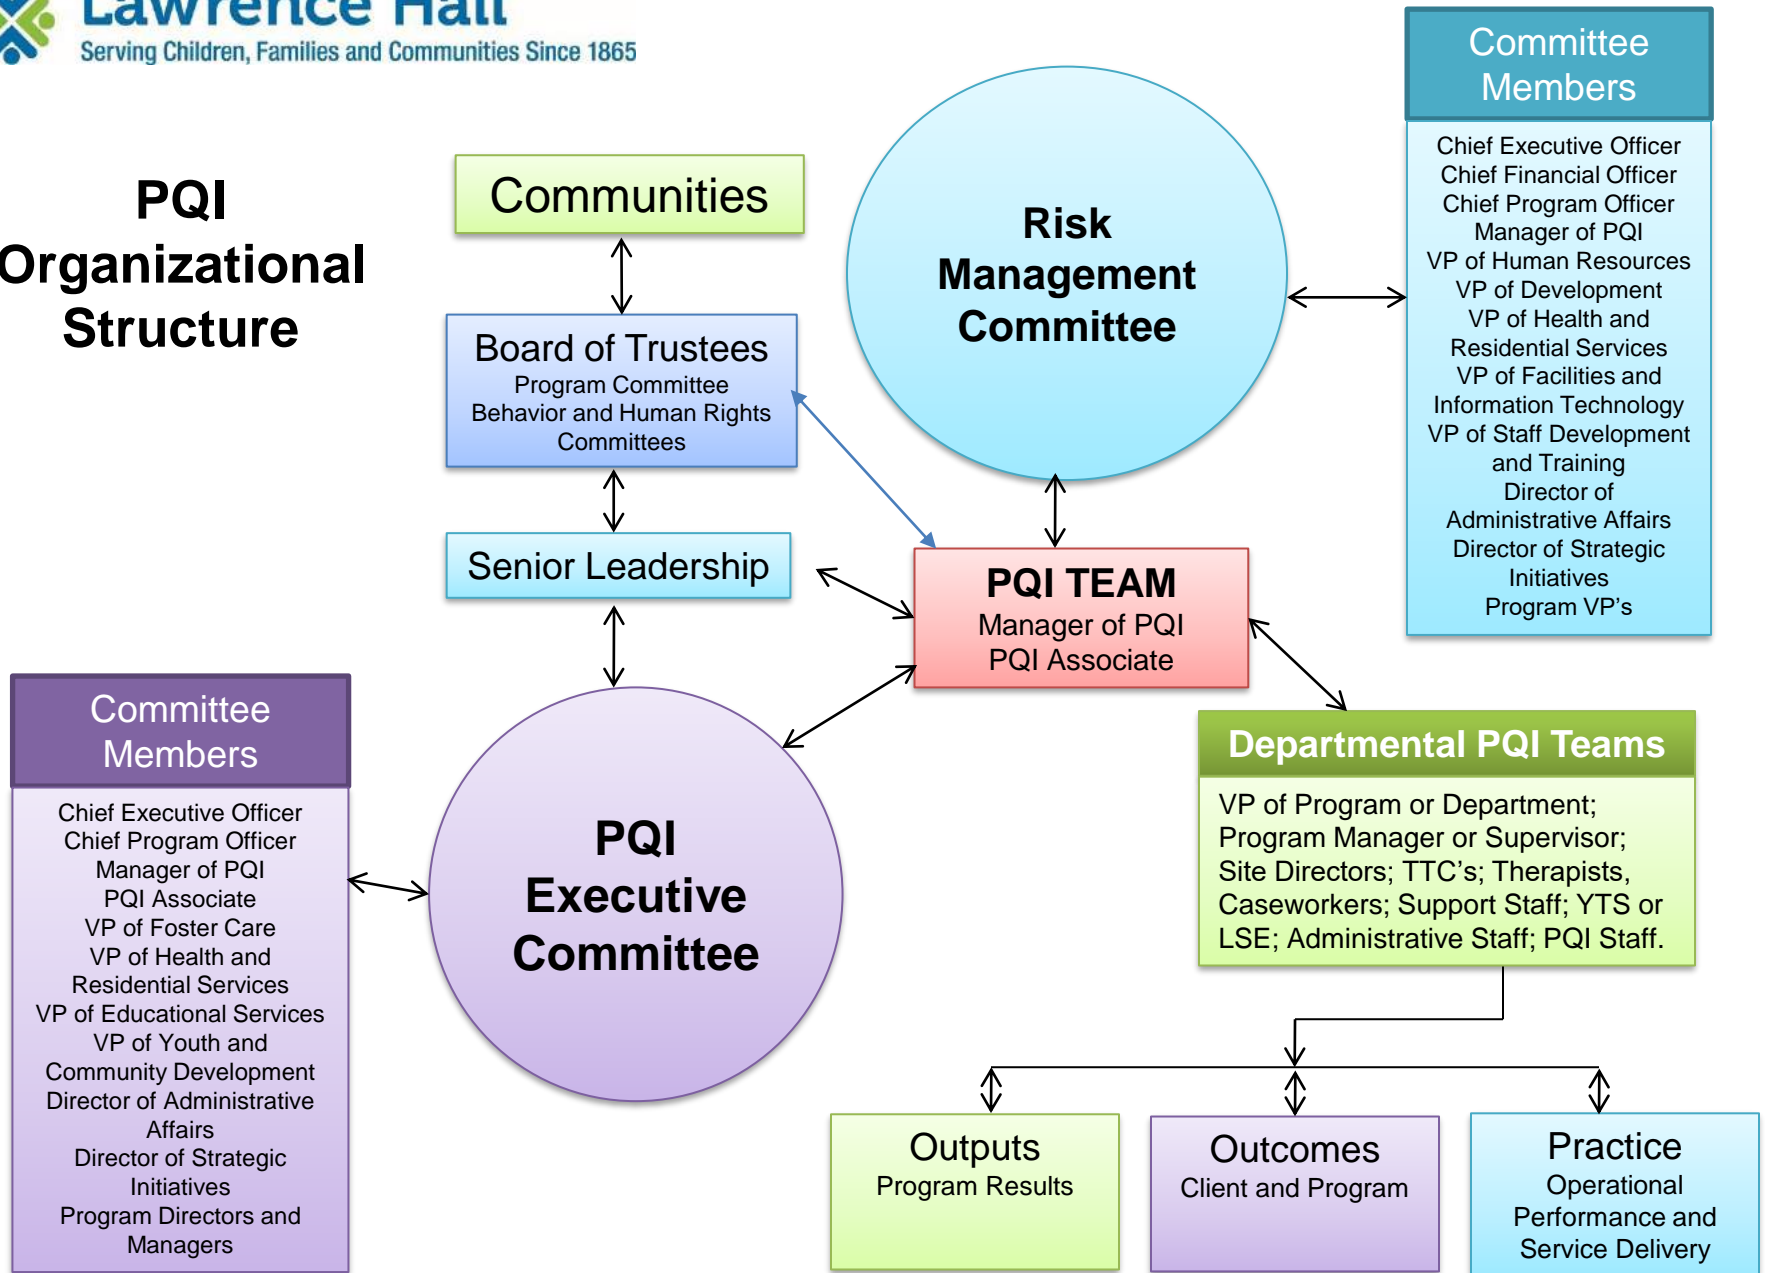 Lawrence Hall
Serving Children, Families and Communities Since 1865
PQI
Organizational
Structure
Communities
Board of Trustees
Program Committee
Behavior and Human Rights
Committees
Senior Leadership
Risk
Management
Committee
Committee
Members
Chief Executive Officer
Chief Financial Officer
Chief Program Officer
Manager of PQI
VP of Human Resources
VP of Development
VP of Health and
Residential Services
VP of Facilities and
Information Technology
VP of Staff Development
and Training
Director of
Administrative Affairs
Director of Strategic
Initiatives
Program VP's
PQI TEAM
Manager of PQI
PQI Associate
Committee
Members
Chief Executive Officer
Chief Program Officer
Manager of PQI
PQI Associate
VP of Foster Care
VP of Health and
Residential Services
VP of Educational Services
VP of Youth and
Community Development
Director of Administrative
Affairs
Director of Strategic
Initiatives
Program Directors and
Managers
PQI
Executive
Committee
Departmental PQI Teams
VP of Program or Department;
Program Manager or Supervisor;
Site Directors; TTC's; Therapists,
Caseworkers; Support Staff; YTS or
LSE; Administrative Staff; PQI Staff.
Outputs
Program Results
Outcomes
Client and Program
Practice
Operational
Performance and
Service Delivery